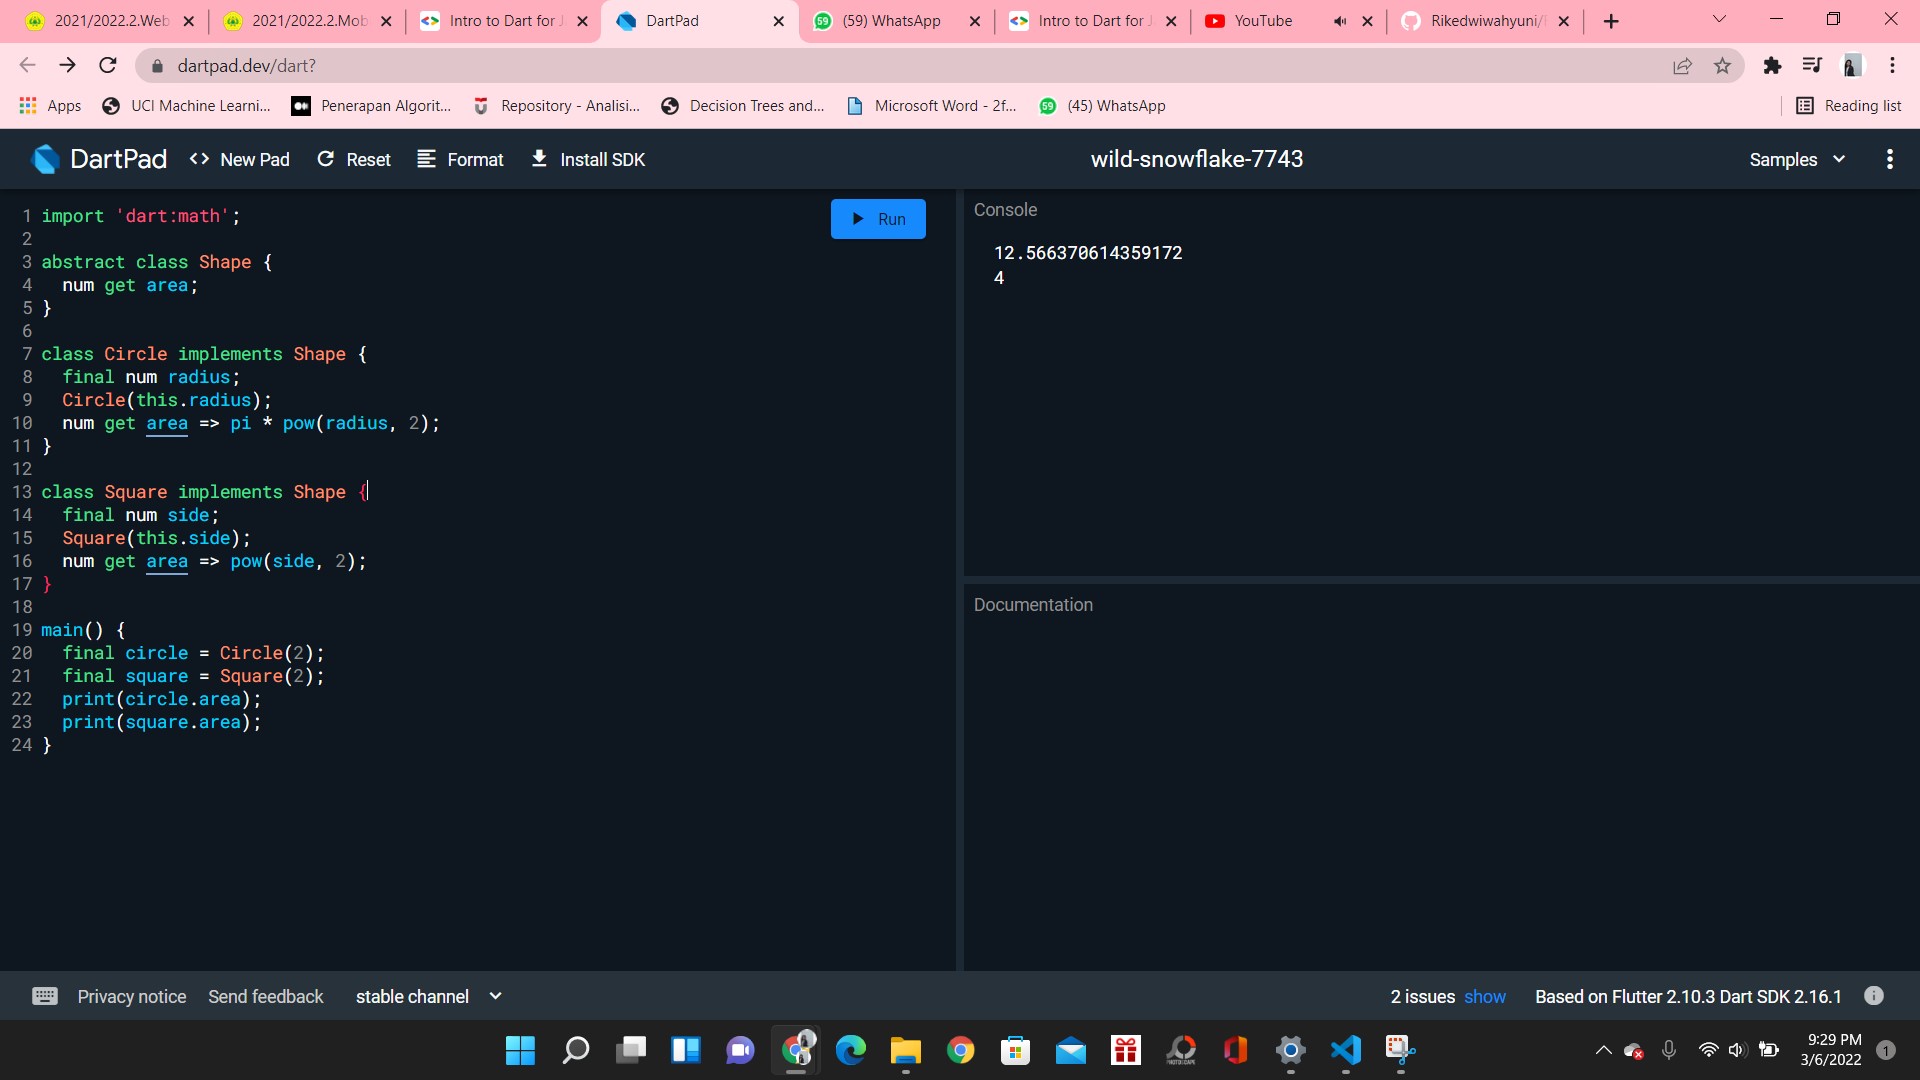 2021/2022.2.Web
2021/2022.2.Mob
Intro to Dart for J
DartPad
(59) WhatsApp
Intro to Dart for J
YouTube
Rikedwiwahyuni/
dartpad.dev/dart?
Apps
UCI Machine Learni...
Penerapan Algorit...
Repository - Analisi...
Decision Trees and...
Microsoft Word - 2f...
59 (45) WhatsApp
Reading list
DartPad
<> New Pad
Reset
Format
Install SDK
wild-snowflake-7743
Samples
1 import 'dart:math';
2
3 abstract class Shape {
4   num get area;
5 }
6
7 class Circle implements Shape {
8   final num radius;
9   Circle(this.radius);
10   num get area => pi * pow(radius, 2);
11 }
12
13 class Square implements Shape {
14   final num side;
15   Square(this.side);
16   num get area => pow(side, 2);
17 }
18
19 main() {
20   final circle = Circle(2);
21   final square = Square(2);
22   print(circle.area);
23   print(square.area);
24 }
Run
Console
12.566370614359172
4
Documentation
Privacy notice
Send feedback
stable channel
2 issues show
Based on Flutter 2.10.3 Dart SDK 2.16.1
9:29 PM
3/6/2022
1